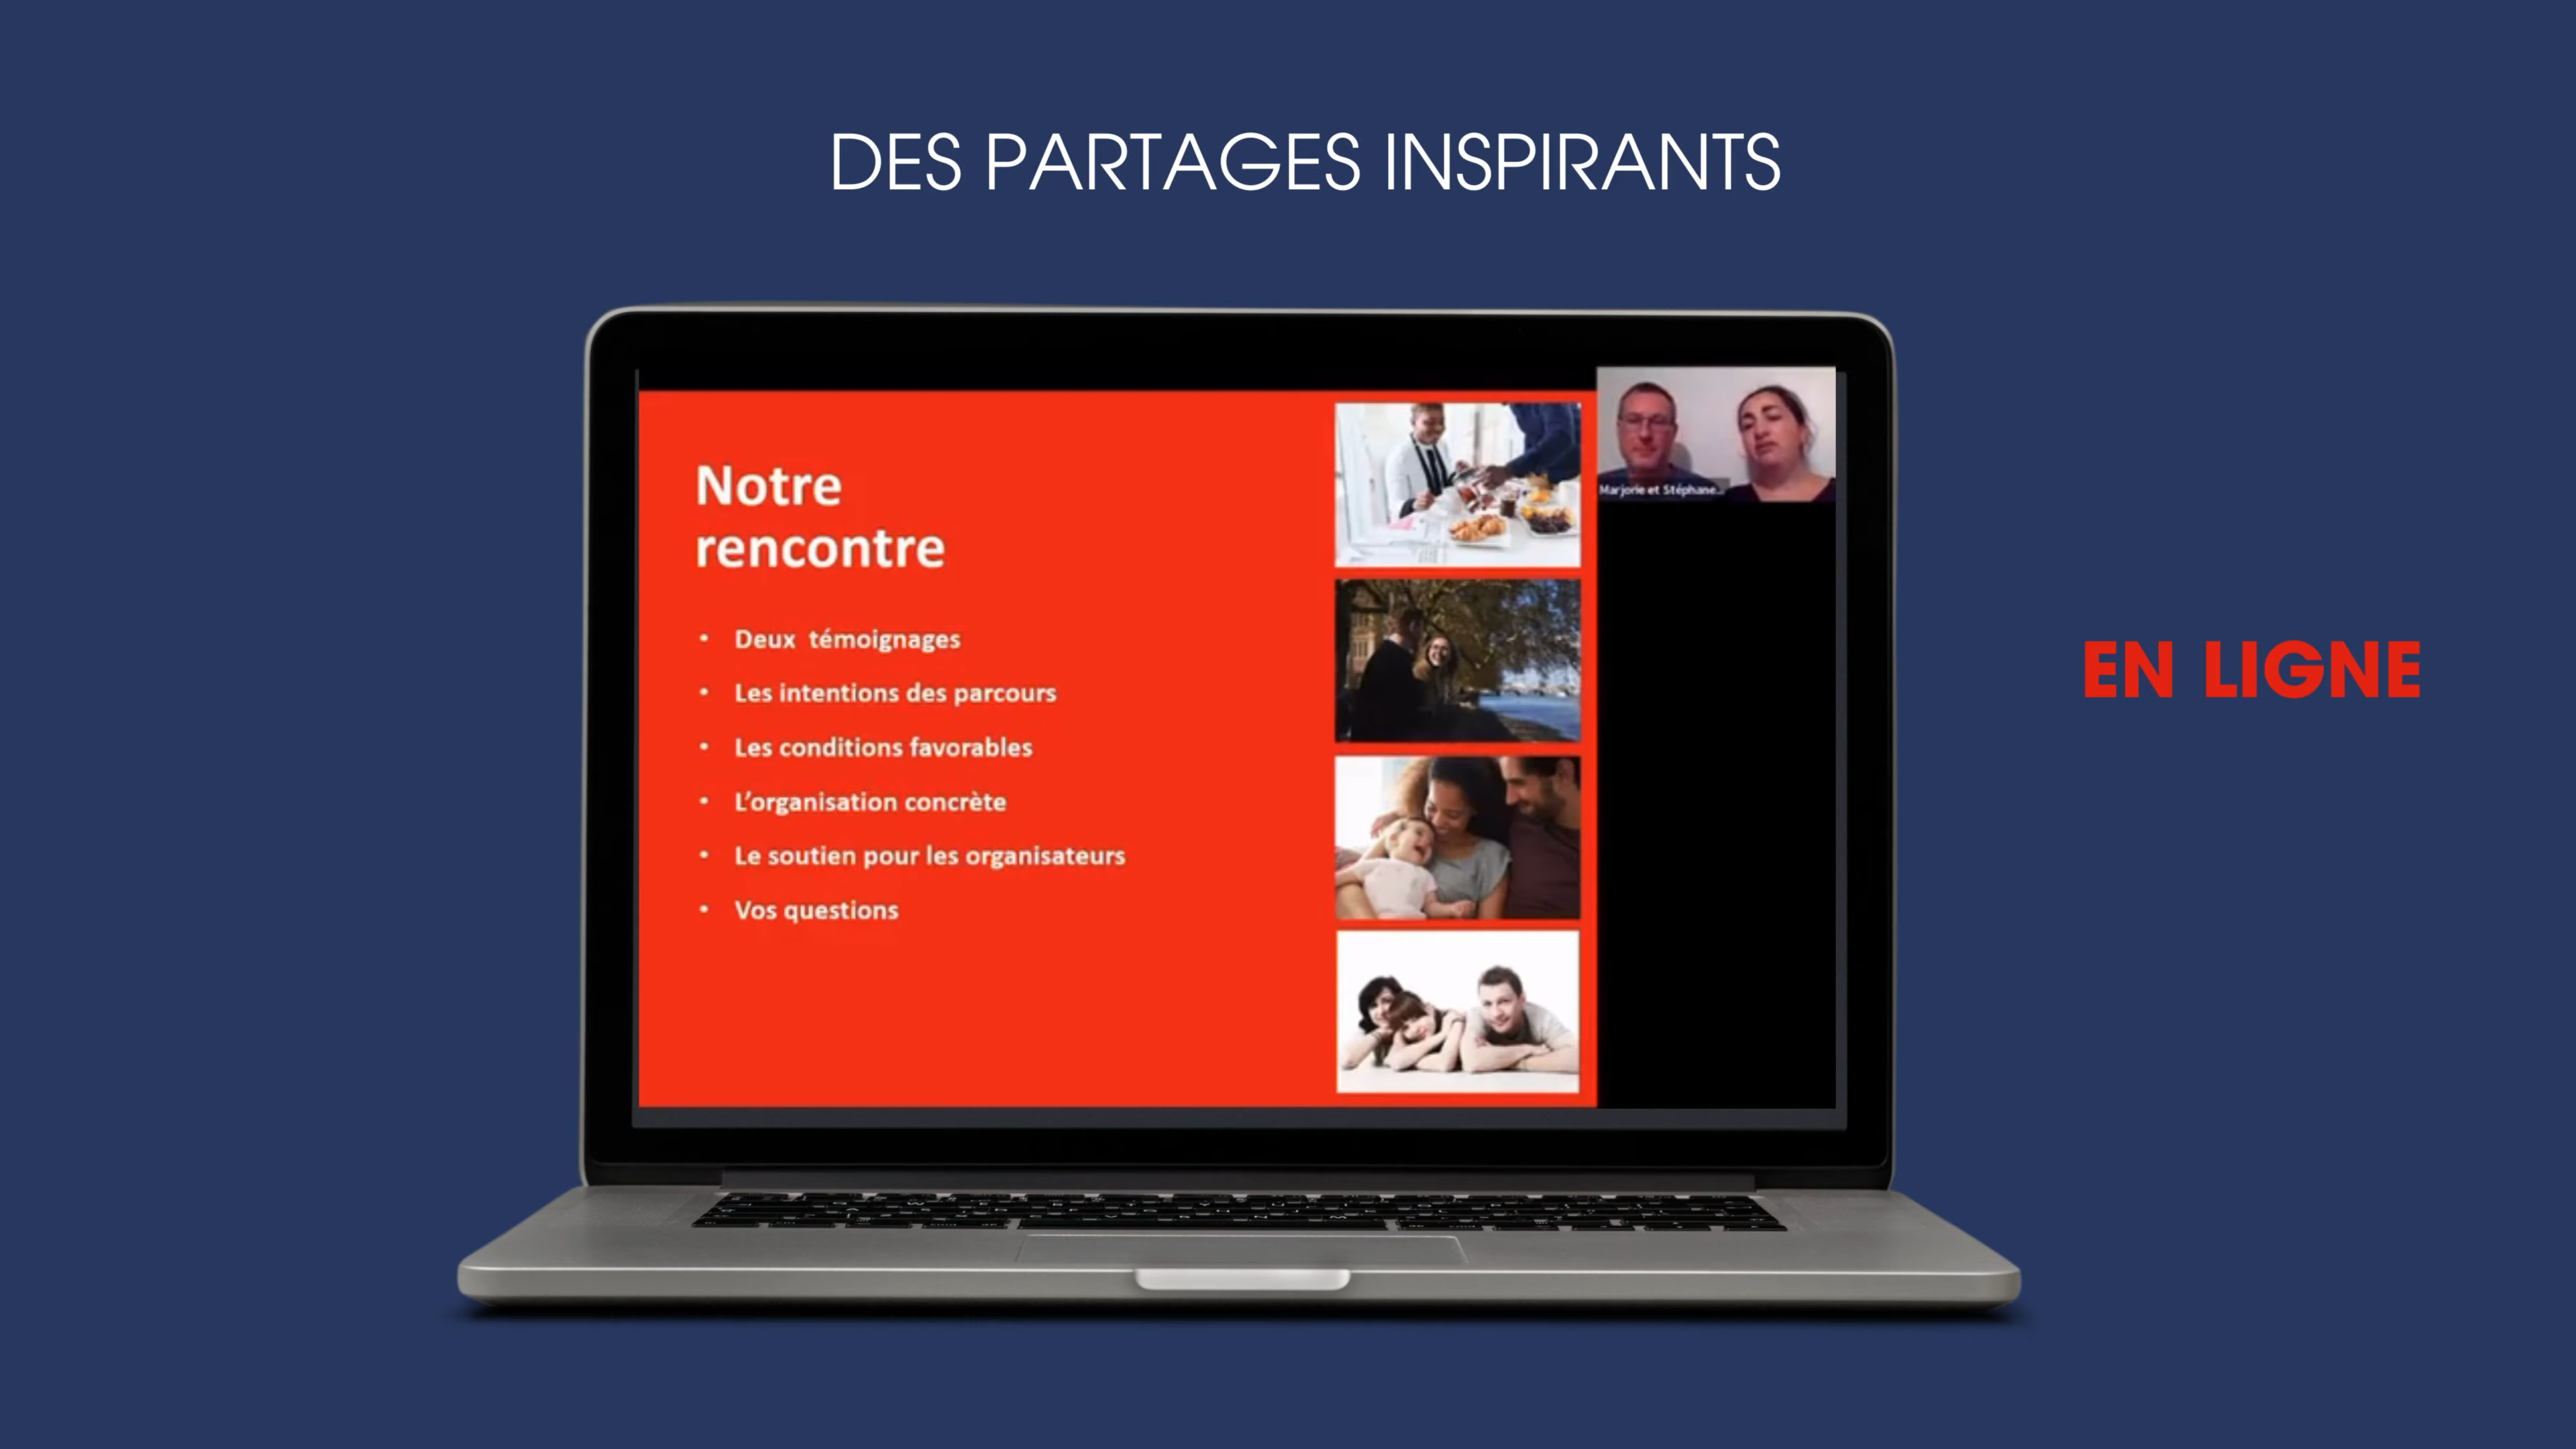 DES PARTAGES INSPIRANTS
Notre
rencontre
• Deux témoignages
• Les intentions des parcours
• Les conditions favorables
• L'organisation concrète
• Le soutien pour les organisateurs
• Vos questions
Marjorie et Stéphane...
EN LIGNE